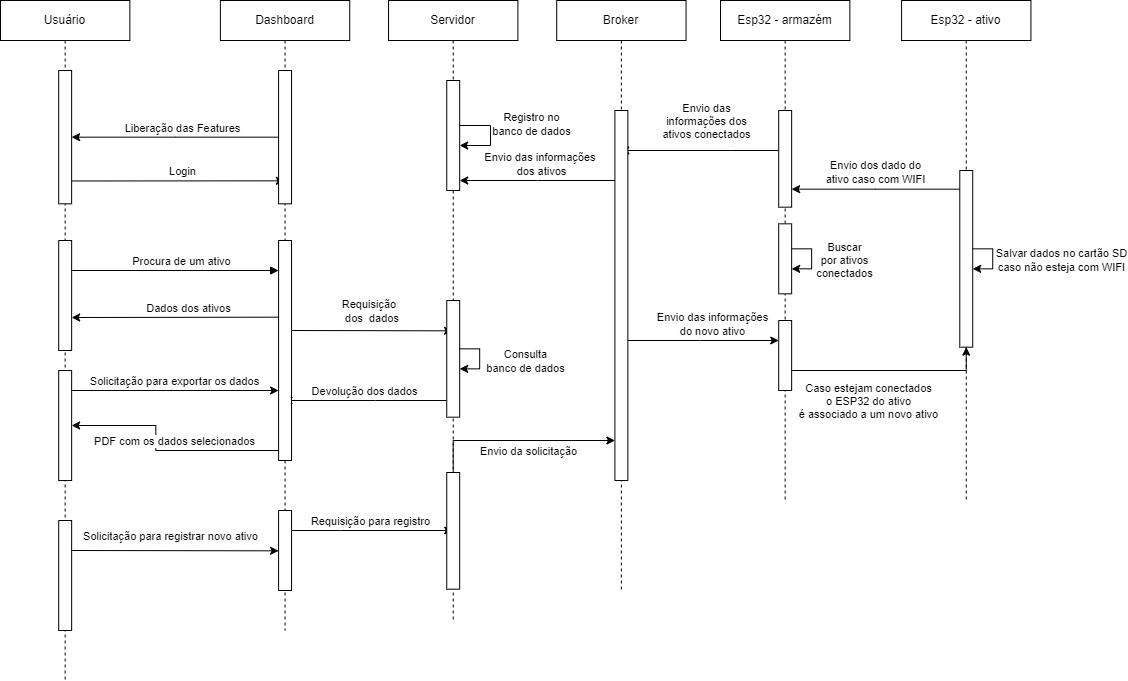 Usuário
Dashboard
Servidor
Broker
Esp32 - armazém
Esp32 - ativo
Liberação das Features
Login
Registro no
banco de dados
Envio das informações
dos ativos
Envio das
informações dos
ativos conectados
Envio dos dado do
ativo caso com WIFI
Procura de um ativo
Dados dos ativos
Requisição
dos dados
Buscar
por ativos
conectados
Salvar dados no cartão SD
caso não esteja com WIFI
Envio das informações
do novo ativo
Consulta
banco de dados
Solicitação para exportar os dados
Devolução dos dados
Caso estejam conectados
o ESP32 do ativo
é associado a um novo ativo
PDF com os dados selecionados
Envio da solicitação
Requisição para registro
Solicitação para registrar novo ativo